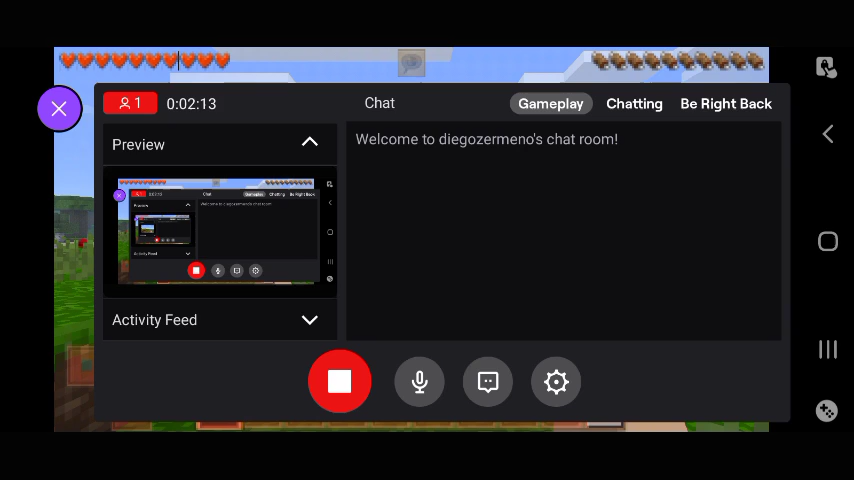 1 0:02:13 Chat Gameplay Chatting Be Right Back
Preview
Welcome to diegozermeno's chat room!
Activity Feed